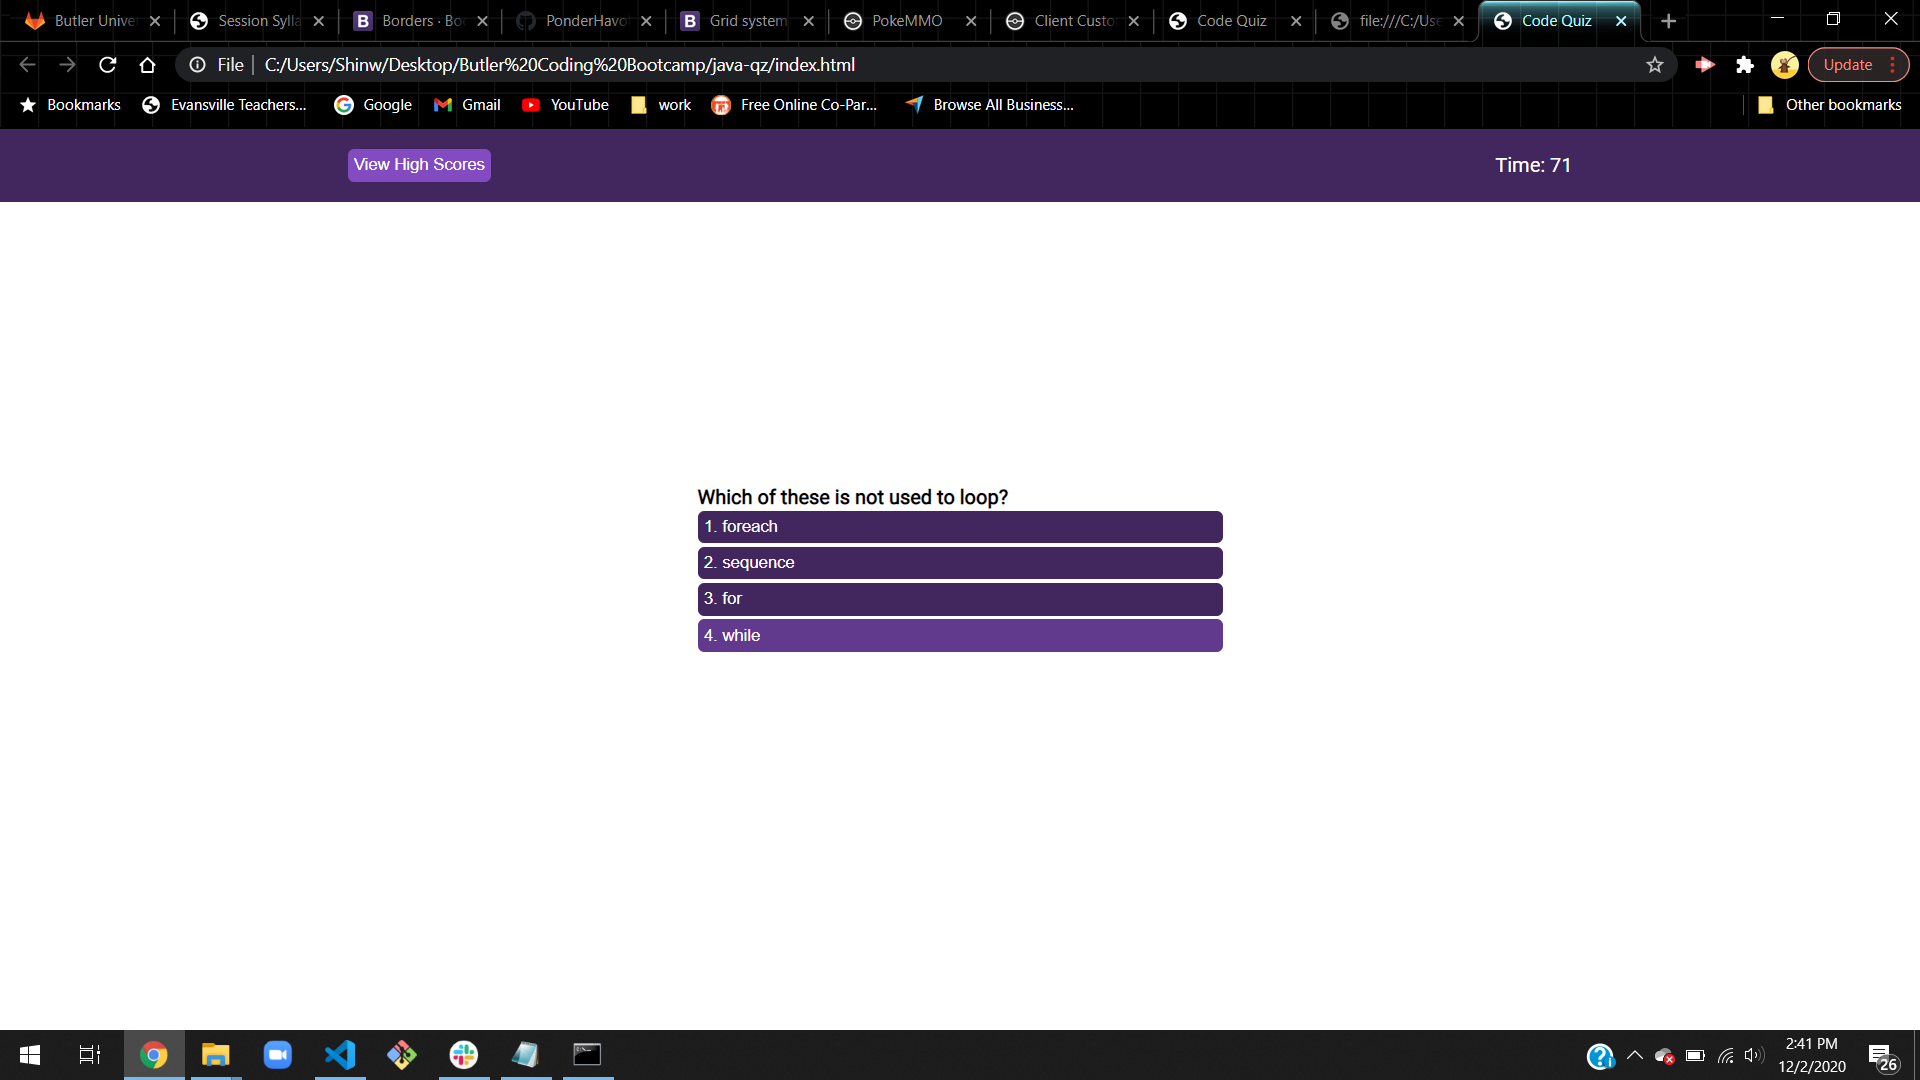 Butler Univer
Session Sylla
Borders · Bo
PonderHavo
Grid system
PokeMMO
Client Custo
Code Quiz
file:///C:/Use
Code Quiz
File
C:/Users/Shinw/Desktop/Butler%20Coding%20Bootcamp/java-qz/index.html
Update
Bookmarks
Evansville Teachers...
Google
Gmail
YouTube
work
Free Online Co-Par...
Browse All Business...
Other bookmarks
View High Scores
Time: 71
Which of these is not used to loop?
1. foreach
2. sequence
3. for
4. while
2:41 PM
12/2/2020
26